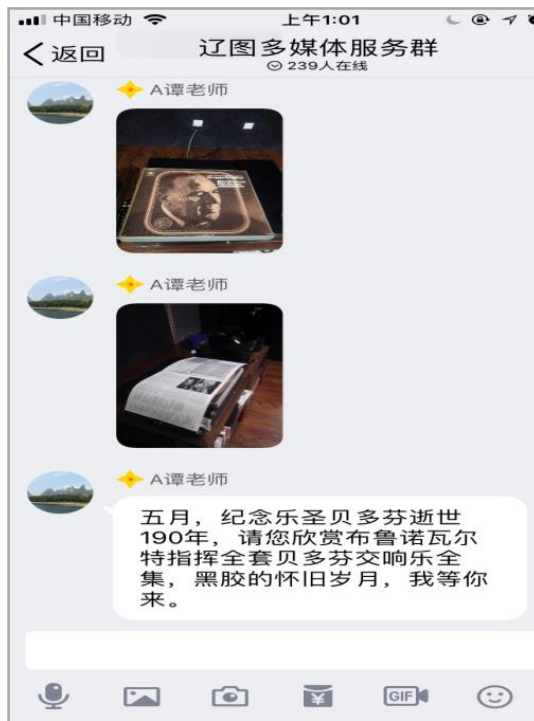 中国移动
上午1:01
返回
辽图多媒体服务群
239人在线
A谭老师
A谭老师
A谭老师
五月，纪念乐圣贝多芬逝世
190年，请您欣赏布鲁诺瓦尔
特指挥全套贝多芬交响乐全
集，黑胶的怀旧岁月，我等你
来。
¥
GIF